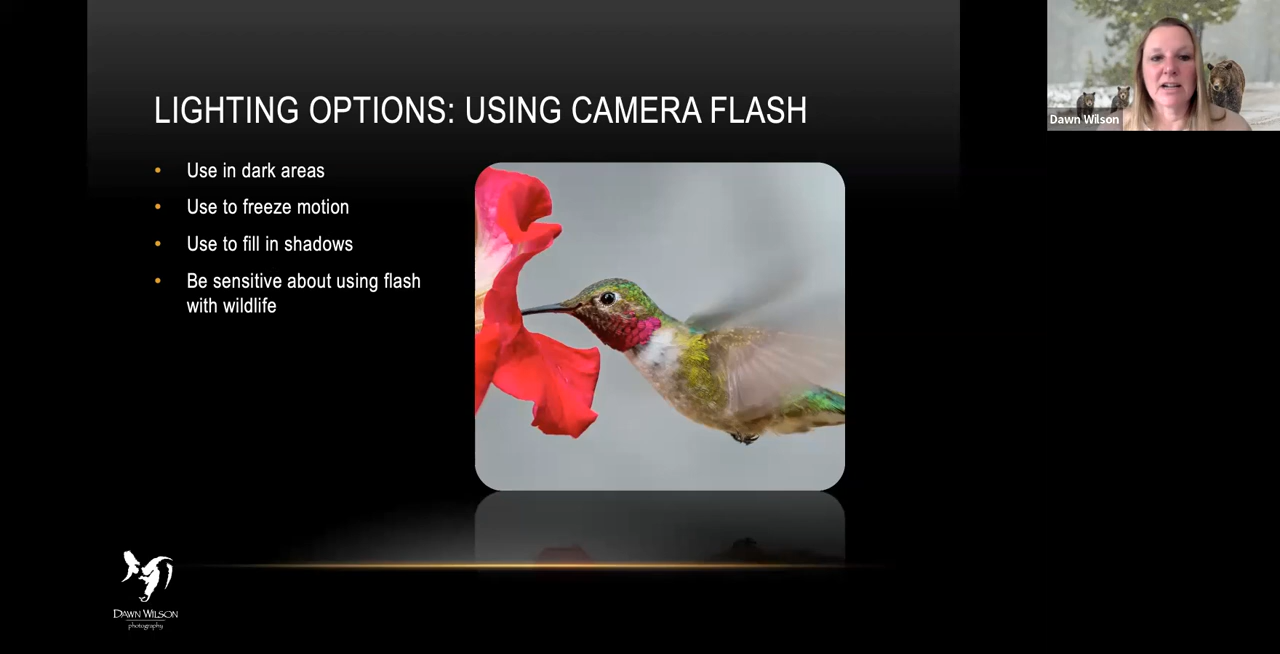 LIGHTING OPTIONS: USING CAMERA FLASH
• Use in dark areas
• Use to freeze motion
• Use to fill in shadows
• Be sensitive about using flash
with wildlife
Dawn Wilson
DAWN WILSON
photography